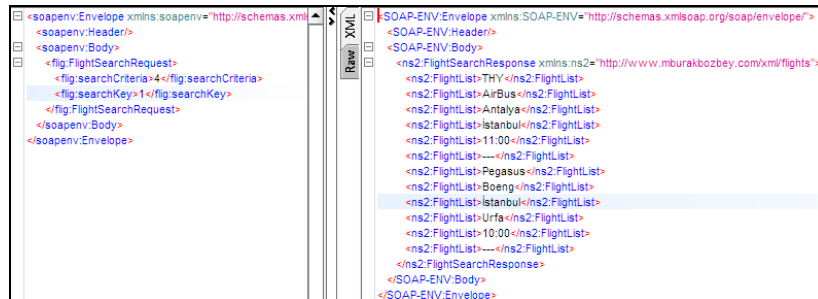 <soapenv:Envelope xmlns:soapenv="http://schemas.xml
<soapenv:Header/>
<soapenv:Body>
<flig:FlightSearchRequest>
<flig:searchCriteria>4</flig:searchCriteria>
<flig:searchKey>1</flig:searchKey>
</flig:FlightSearchRequest>
</soapenv:Body>
</soapenv:Envelope>
XML
Raw
<SOAP-ENV:Envelope xmlns:SOAP-ENV="http://schemas.xmlsoap.org/soap/envelope/">
<SOAP-ENV:Header/>
<SOAP-ENV:Body>
<ns2:FlightSearchResponse xmlns:ns2="http://www.mburakbozbey.com/xml/flights">
<ns2:FlightList>THY</ns2:FlightList>
<ns2:FlightList>AirBus</ns2:FlightList>
<ns2:FlightList>Antalya</ns2:FlightList>
<ns2:FlightList>İstanbul</ns2:FlightList>
<ns2:FlightList>11:00</ns2:FlightList>
<ns2:FlightList>---</ns2:FlightList>
<ns2:FlightList>Pegasus</ns2:FlightList>
<ns2:FlightList>Boeng</ns2:FlightList>
<ns2:FlightList>İstanbul</ns2:FlightList>
<ns2:FlightList>Urfa</ns2:FlightList>
<ns2:FlightList>10:00</ns2:FlightList>
<ns2:FlightList>---</ns2:FlightList>
</ns2:FlightSearchResponse>
</SOAP-ENV:Body>
</SOAP-ENV:Envelope>